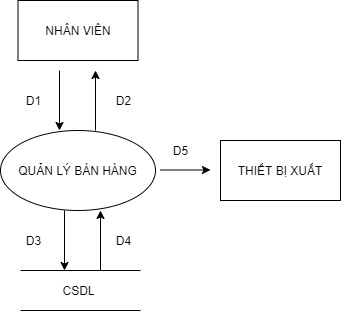 NHÂN VIÊN
D1
D2
QUẢN LÝ BÁN HÀNG
D5
THIẾT BỊ XUẤT
D3
D4
CSDL